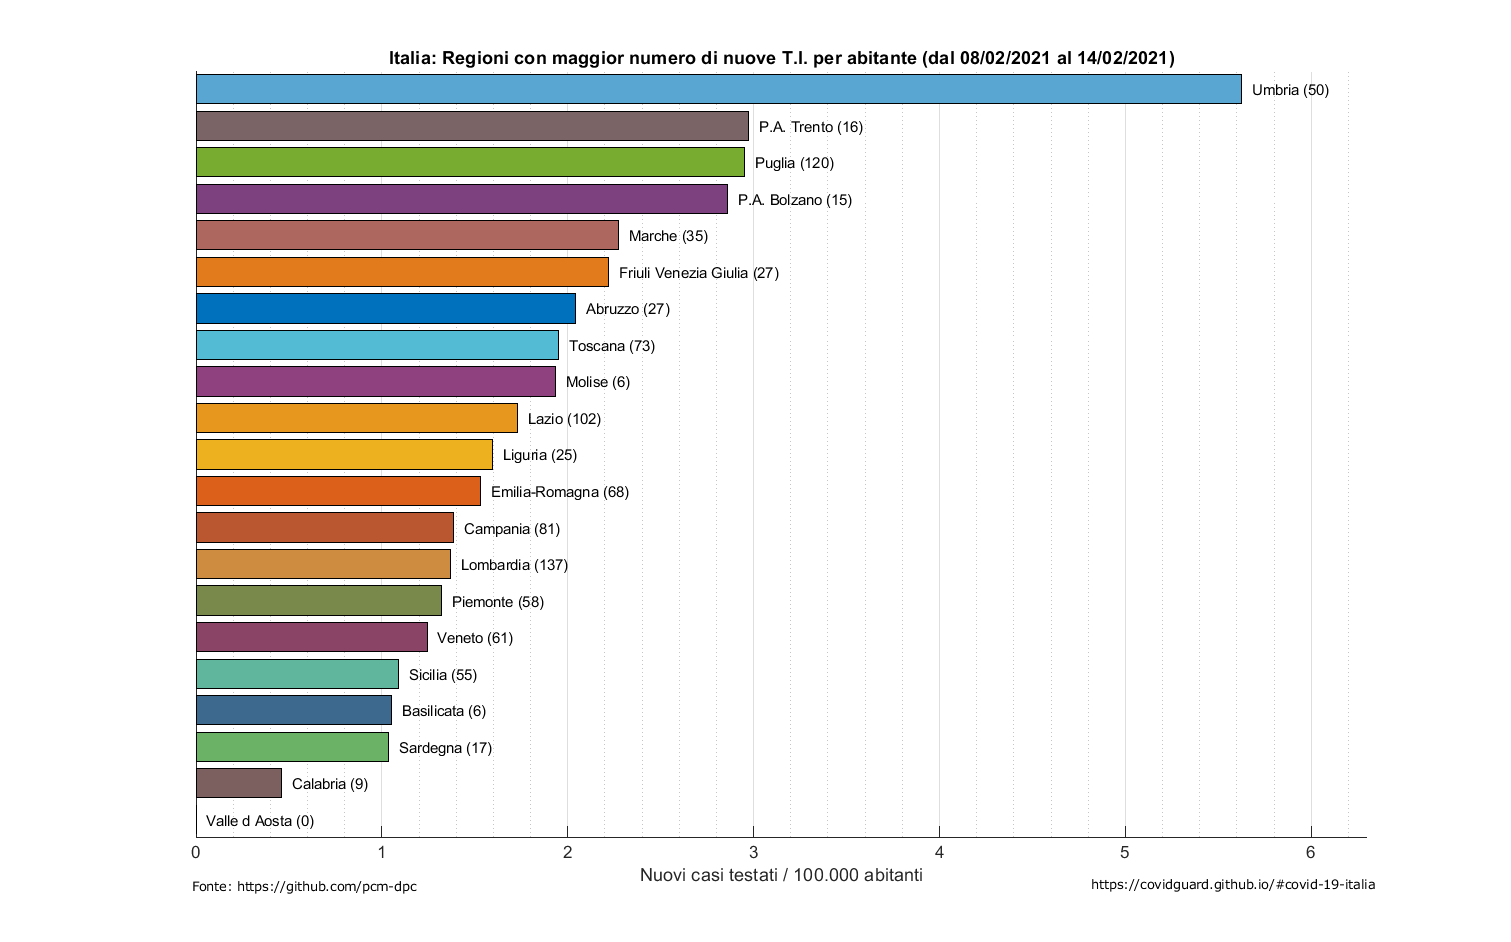 Italia: Regioni con maggior numero di nuove T.I. per abitante (dal 08/02/2021 al 14/02/2021)
Umbria (50)
P.A. Trento (16)
Puglia (120)
P.A. Bolzano (15)
Marche (35)
Friuli Venezia Giulia (27)
Abruzzo (27)
Toscana (73)
Molise (6)
Lazio (102)
Liguria (25)
Emilia-Romagna (68)
Campania (81)
Lombardia (137)
Piemonte (58)
Veneto (61)
Sicilia (55)
Basilicata (6)
Sardegna (17)
Calabria (9)
Valle d Aosta (0)
0 1 2 3 4 5 6
Nuovi casi testati / 100.000 abitanti
Fonte: https://github.com/pcm-dpc
https://covidguard.github.io/#covid-19-italia